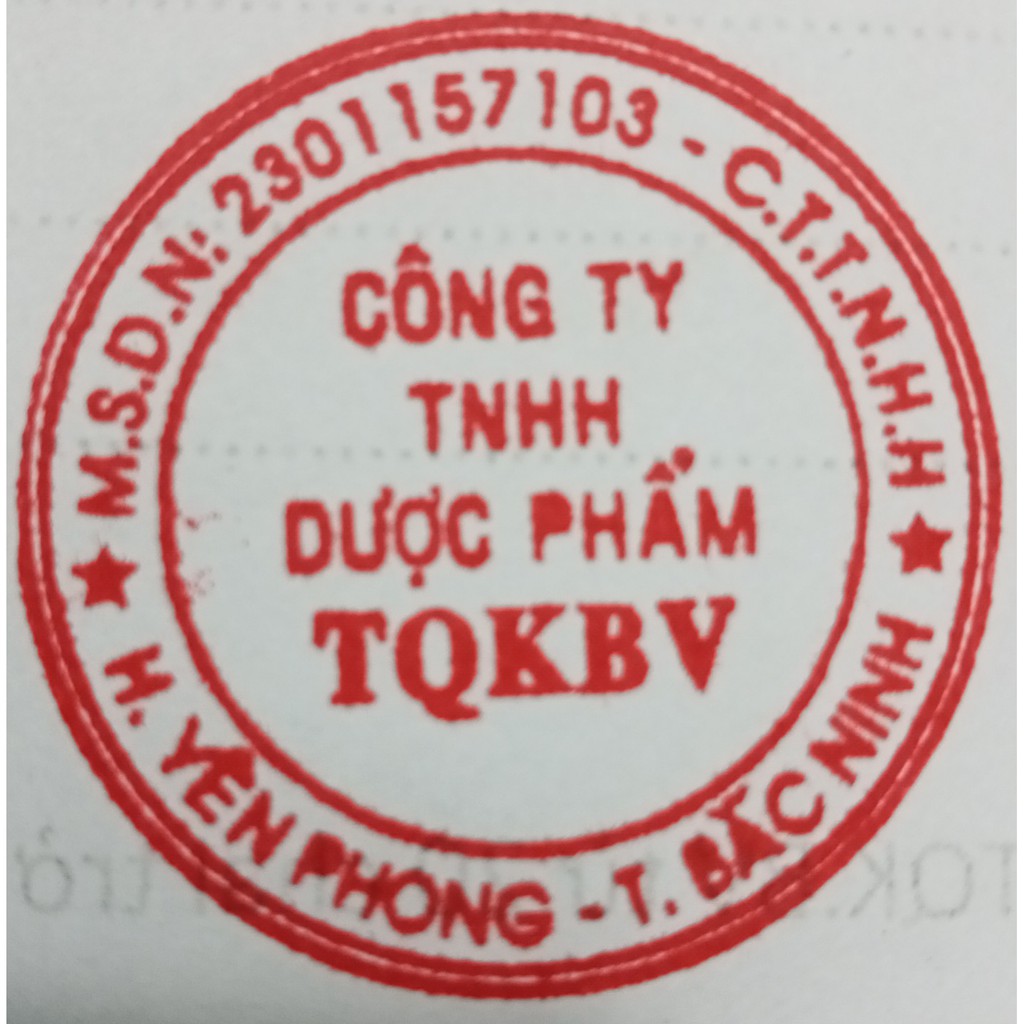 M.S.D.N: 2301157103 - C.T.T.N.H.H
CÔNG TY
TNHH
DƯỢC PHẨM
TQKBV
★ H. YÊN PHONG - T. BẮC NINH ★